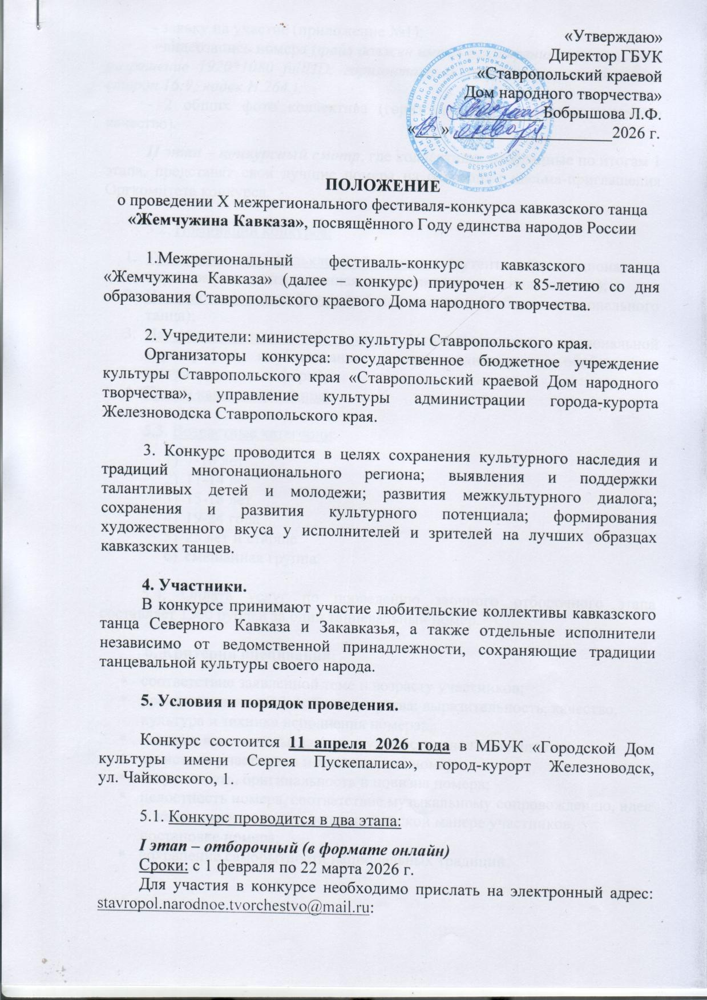 «Утверждаю»
Директор ГБУК
«Ставропольский краевой
Дом народного творчества»
Бобрышова Л.Ф.
« » января 2026 г.
ПОЛОЖЕНИЕ
о проведении X межрегионального фестиваля-конкурса кавказского танца
«Жемчужина Кавказа», посвящённого Году единства народов России
1.Межрегиональный фестиваль-конкурс кавказского танца
«Жемчужина Кавказа» (далее – конкурс) приурочен к 85-летию со дня
образования Ставропольского краевого Дома народного творчества.
2. Учредители: министерство культуры Ставропольского края.
Организаторы конкурса: государственное бюджетное учреждение
культуры Ставропольского края «Ставропольский краевой Дом народного
творчества», управление культуры администрации города-курорта
Железноводска Ставропольского края.
3. Конкурс проводится в целях сохранения культурного наследия и
традиций многонационального региона; выявления и поддержки
талантливых детей и молодежи; развития межкультурного диалога;
сохранения и развития культурного потенциала; формирования
художественного вкуса у исполнителей и зрителей на лучших образцах
кавказских танцев.
4. Участники.
В конкурсе принимают участие любительские коллективы кавказского
танца Северного Кавказа и Закавказья, а также отдельные исполнители
независимо от ведомственной принадлежности, сохраняющие традиции
танцевальной культуры своего народа.
5. Условия и порядок проведения.
Конкурс состоится 11 апреля 2026 года в МБУК «Городской Дом
культуры имени Сергея Пускепалиса», город-курорт Железноводск,
ул. Чайковского, 1.
5.1. Конкурс проводится в два этапа:
I этап – отборочный (в формате онлайн)
Сроки: с 1 февраля по 22 марта 2026 г.
Для участия в конкурсе необходимо прислать на электронный адрес:
stavropol.narodnoe.tvorchestvo@mail.ru: